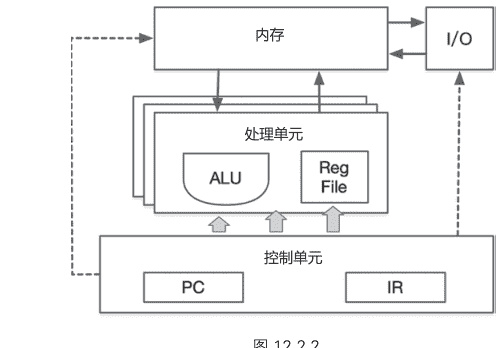 内存
I/O
处理单元
ALU
Reg
File
控制单元
PC
IR
图 12.2.2